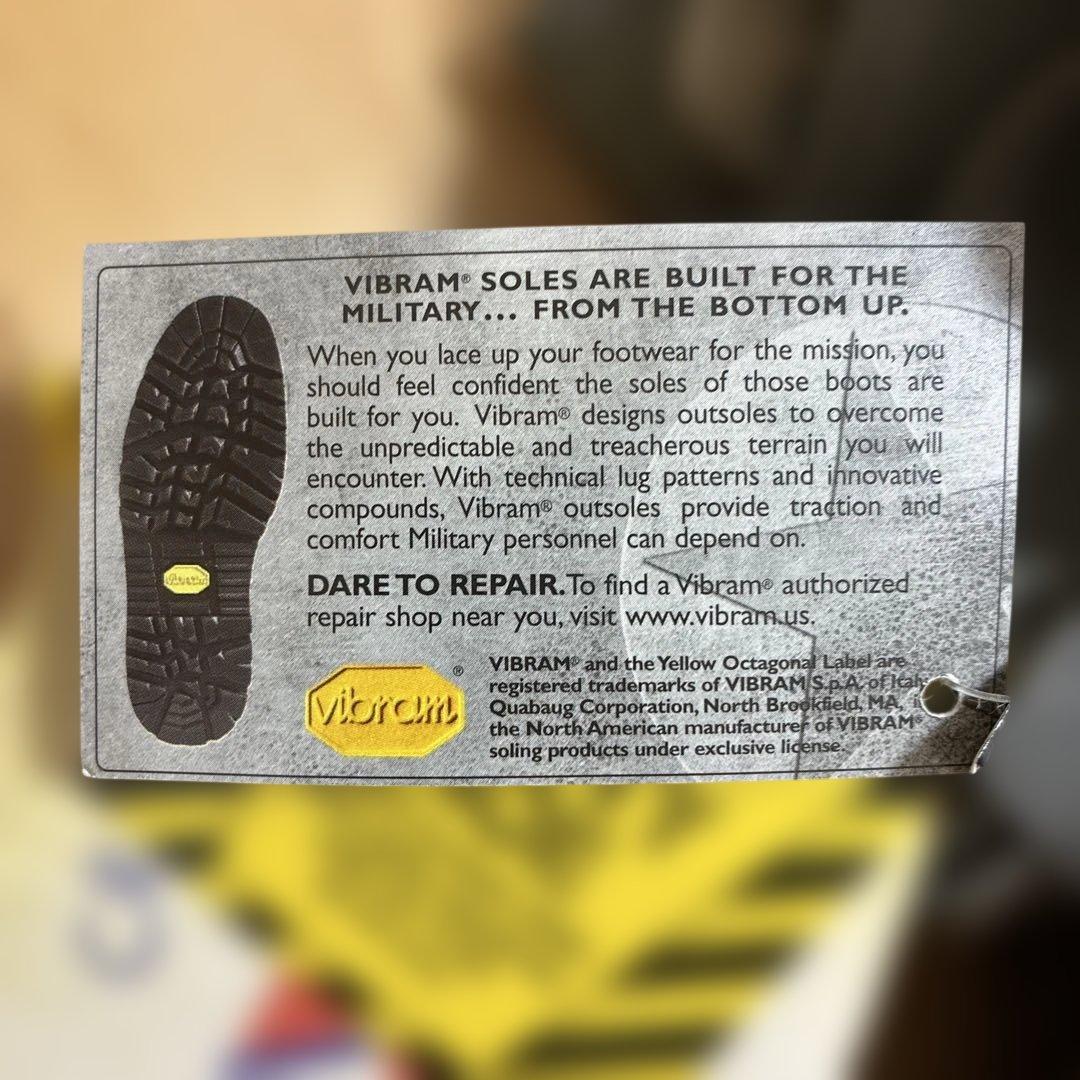 VIBRAM® SOLES ARE BUILT FOR THE
MILITARY... FROM THE BOTTOM UP.
When you lace up your footwear for the mission, you
should feel confident the soles of those boots are
built for you. Vibram® designs outsoles to overcome
the unpredictable and treacherous terrain you will
encounter. With technical lug patterns and innovative
compounds, Vibram® outsoles provide traction and
comfort Military personnel can depend on.
DARE TO REPAIR. To find a Vibram® authorized
repair shop near you, visit www.vibram.us.
vibram®
VIBRAM® and the Yellow Octagonal Label are
registered trademarks of VIBRAM S.p.A. of Italy.
Quabaug Corporation, North Brookfield, MA,
the North American manufacturer of VIBRAM®
soling products under exclusive license.